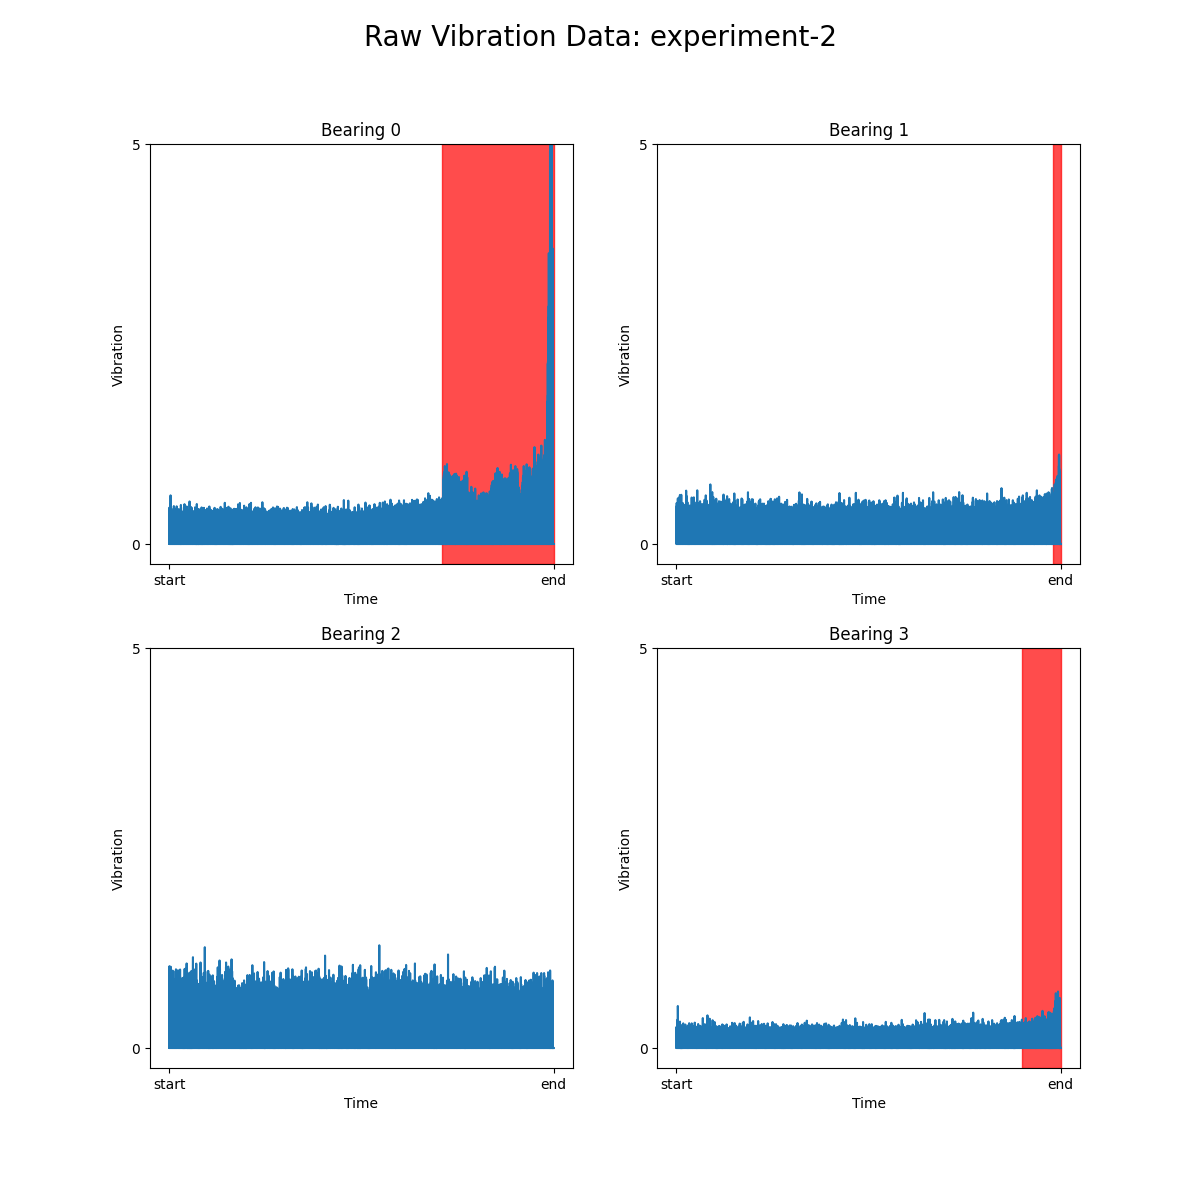 Raw Vibration Data: experiment-2
Bearing 0
5
Vibration
0
start
end
Time
Bearing 1
5
Vibration
0
start
end
Time
Bearing 2
5
Vibration
0
start
end
Time
Bearing 3
5
Vibration
0
start
end
Time